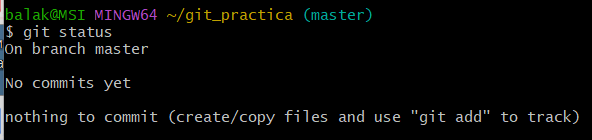 balak@MSI MINGW64 ~/git_practica (master)
$ git status
On branch master
No commits yet
nothing to commit (create/copy files and use "git add" to track)